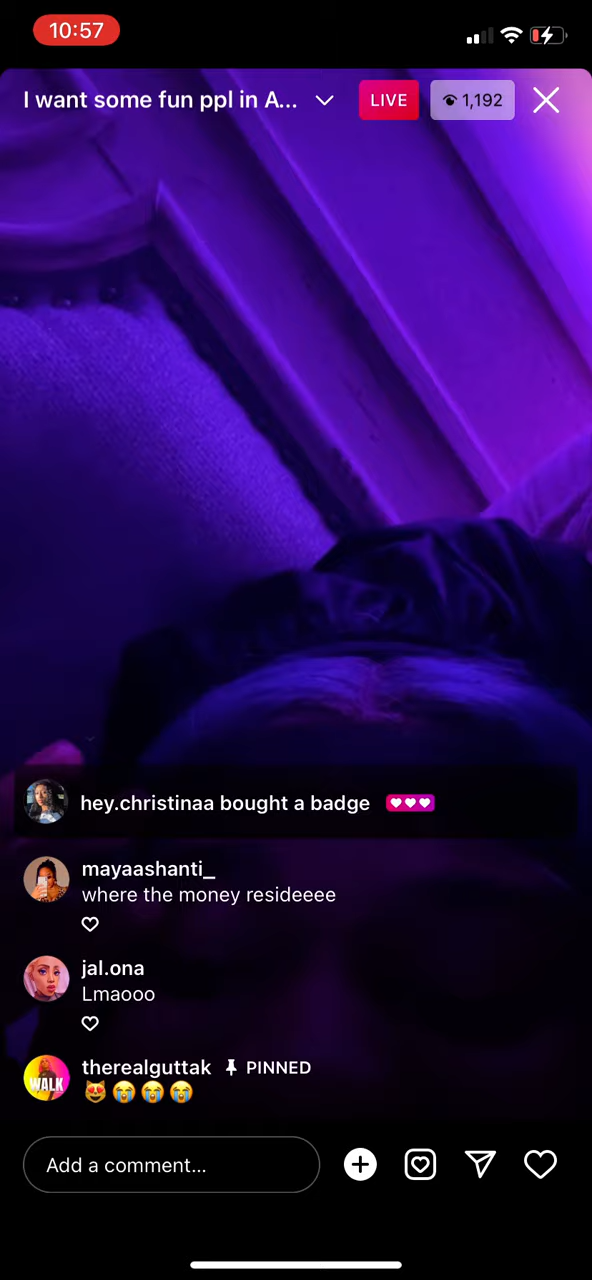 10:57
I want some fun ppl in A...
LIVE
1,192
hey.christinaa bought a badge
mayaashanti_
where the money resideeee
jal.ona
Lmaooo
therealguttak PINNED
😻😭😭😭
WALK
Add a comment...